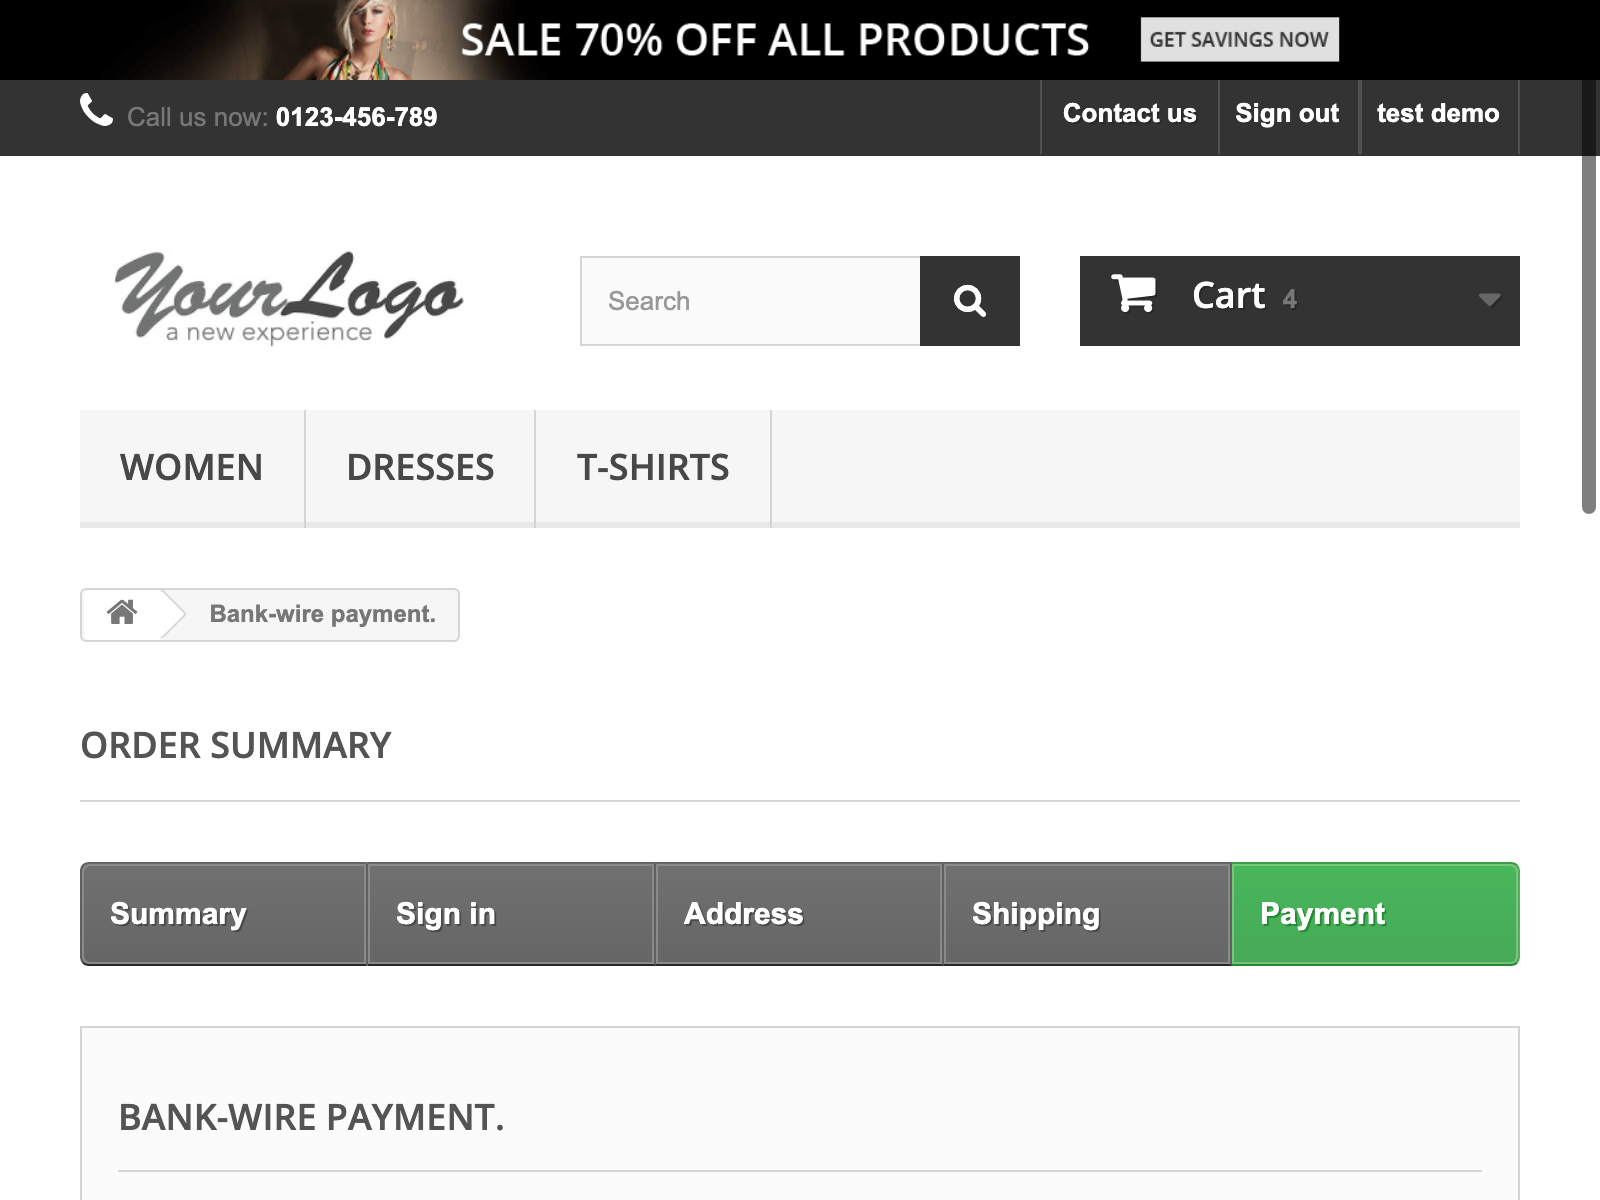 SALE 70% OFF ALL PRODUCTS GET SAVINGS NOW
Call us now: 0123-456-789 Contact us Sign out test demo
Your Logo
a new experience
Search
Cart 4
WOMEN DRESSES T-SHIRTS
Bank-wire payment.
ORDER SUMMARY
Summary Sign in Address Shipping Payment
BANK-WIRE PAYMENT.